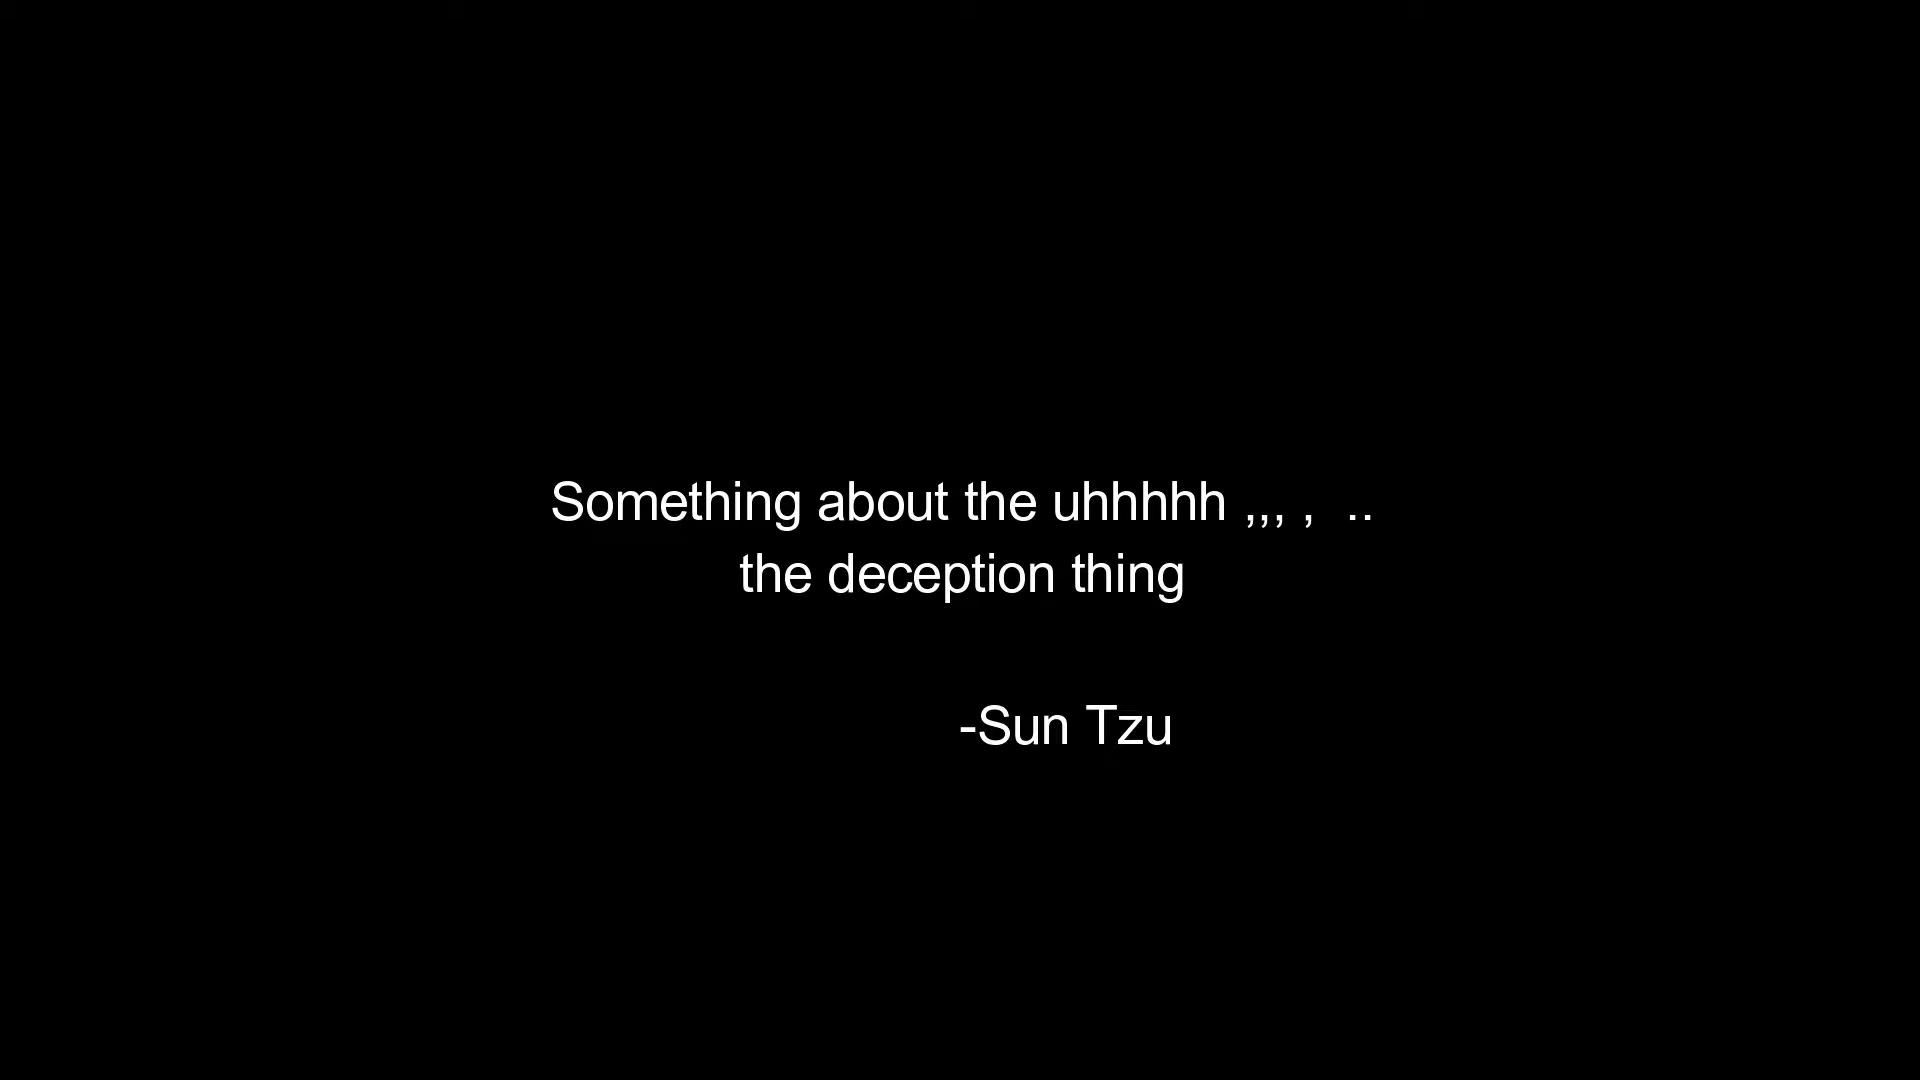 Something about the uhhhhh ,,, ,  ..
the deception thing
-Sun Tzu